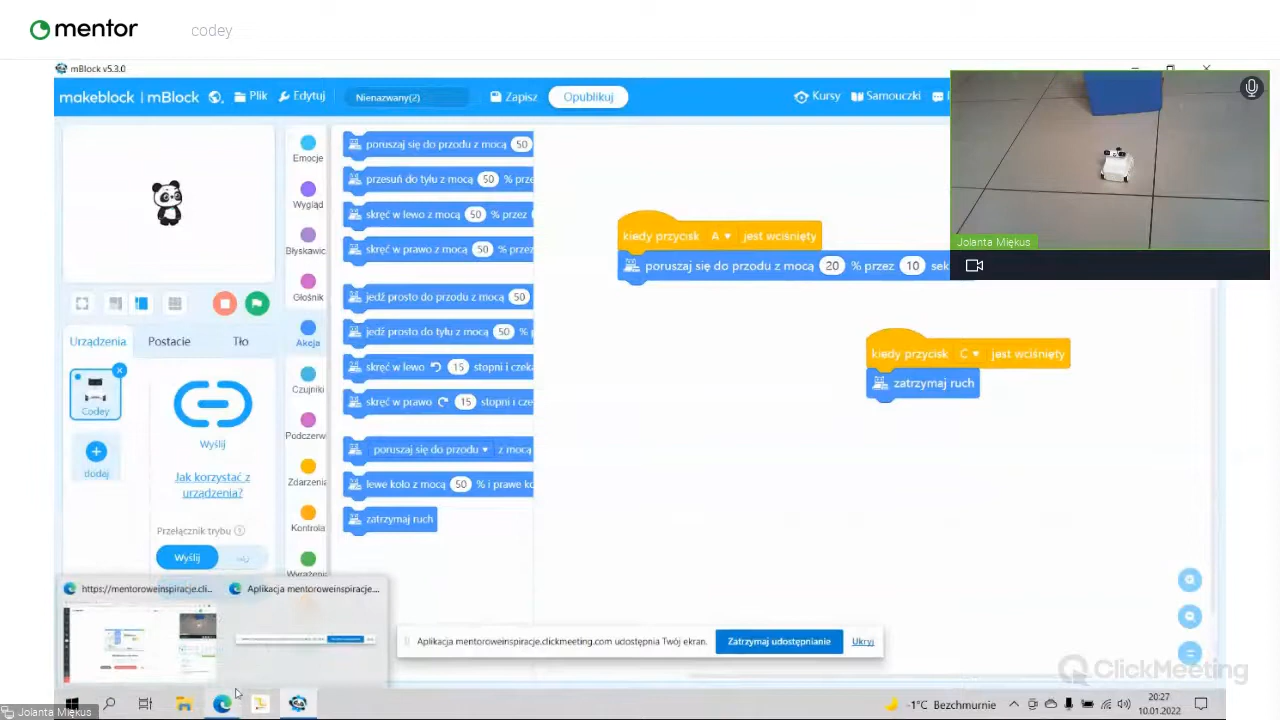 mentor
codey
mBlock v5.3.0
makeblock | mBlock
Plik
Edytuj
Nienazwany(2)
Zapisz
Opublikuj
Kursy
Samouczki
Jolanta Miękus
Emocje
Wygląd
Błyskawic
Głośnik
Akcja
Czujniki
Podczerw
Zdarzenia
Kontrola
Wyrażenia
poruszaj się do przodu z mocą 50
przesuń do tyłu z mocą 50 % prze
skręć w lewo z mocą 50 % przez
skręć w prawo z mocą 50 % przez
jedź prosto do przodu z mocą 50
jedź prosto do tyłu z mocą 50 %
skręć w lewo 15 stopni i czeka
skręć w prawo 15 stopni i cze
poruszaj się do przodu z mocą
lewe koło z mocą 50 % i prawe ko
zatrzymaj ruch
kiedy przycisk A jest wciśnięty
poruszaj się do przodu z mocą 20 % przez 10 sek
kiedy przycisk C jest wciśnięty
zatrzymaj ruch
Urządzenia
Postacie
Tło
Codey
dodaj
Wyślij
Jak korzystać z
urządzenia?
Przełącznik trybu
Wyślij
https://mentoroweinspiracje.cli...
Aplikacja mentoroweinspiracje....
Aplikacja mentoroweinspiracje.clickmeeting.com udostępnia Twój ekran.
Zatrzymaj udostępnianie
Ukryj
ClickMeeting
-1°C Bezchmurnie
20:27
10.01.2022
Jolanta Miękus